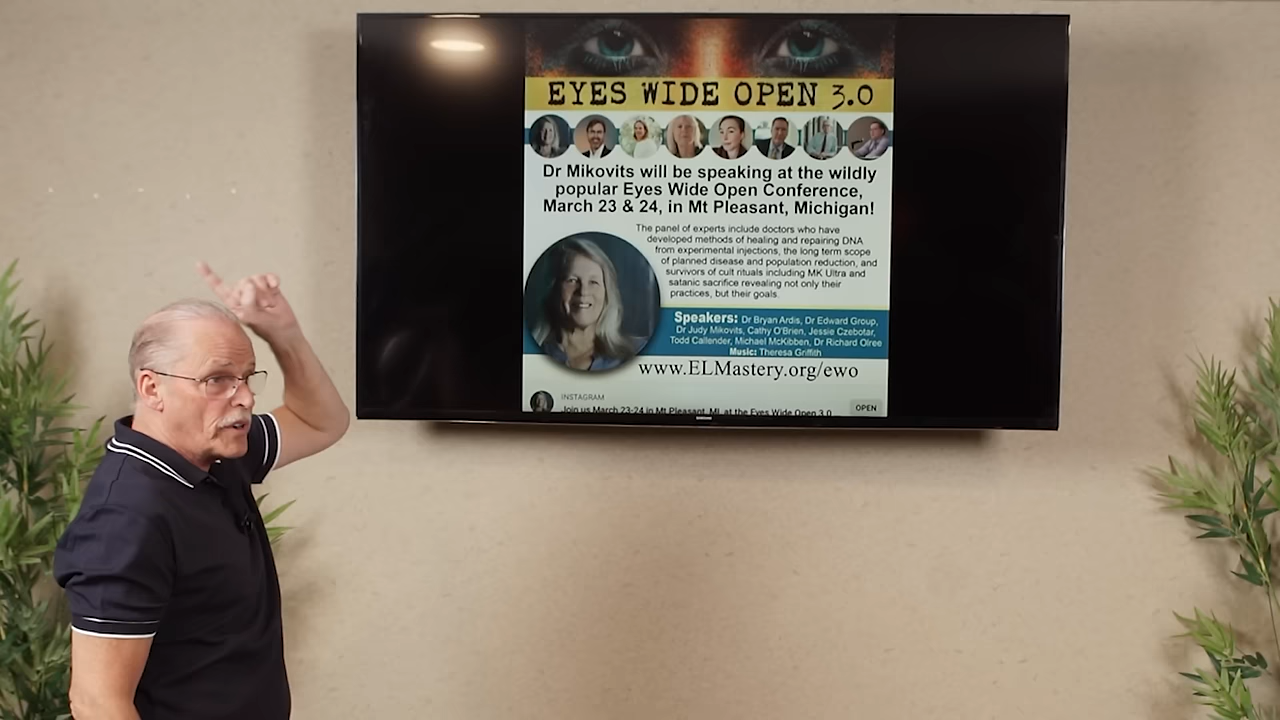 EYES WIDE OPEN 3.0
Dr Mikovits will be speaking at the wildly
popular Eyes Wide Open Conference,
March 23 & 24, in Mt Pleasant, Michigan!
The panel of experts include doctors who have
developed methods of healing and repairing DNA
from experimental injections, the long term scope
of planned disease and population reduction, and
survivors of cult rituals including MK Ultra and
satanic sacrifice revealing not only their
practices, but their goals.
Speakers: Dr Bryan Ardis, Dr Edward Group,
Dr Judy Mikovits, Cathy O'Brien, Jessie Czebotar,
Todd Callender, Michael McKibben, Dr Richard Olree
Music: Theresa Griffith
www.ELMastery.org/ewo
INSTAGRAM
Join us March 23-24 in Mt Pleasant, MI, at the Eyes Wide Open 3.0
OPEN
SAMSUNG